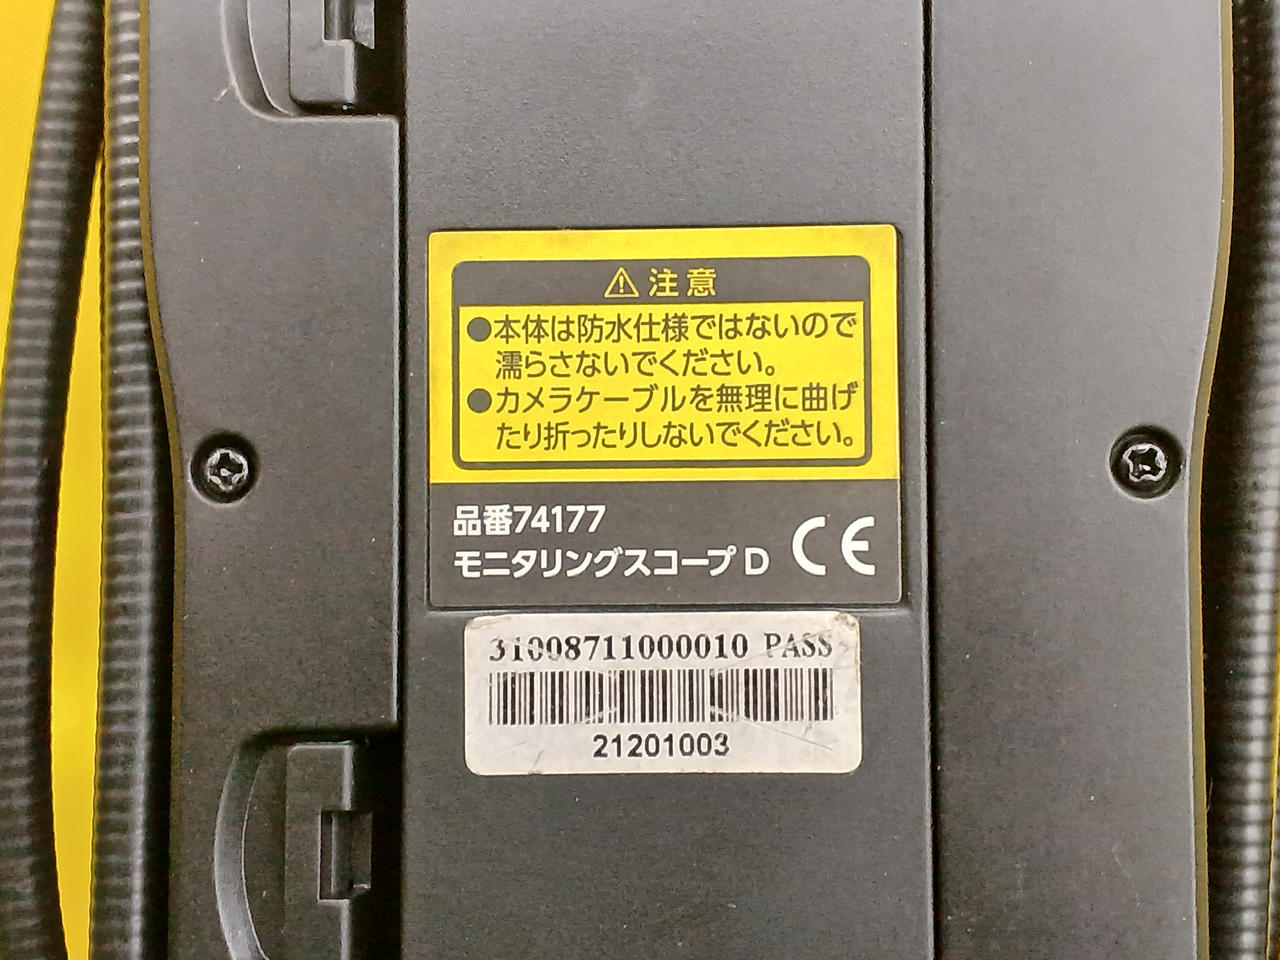 ⚠注意
●本体は防水仕様ではないので
濡らさないでください。
●カメラケーブルを無理に曲げ
たり折ったりしないでください。
品番74177
モニタリングスコープ D
CE
31008711000010 PASS
21201003